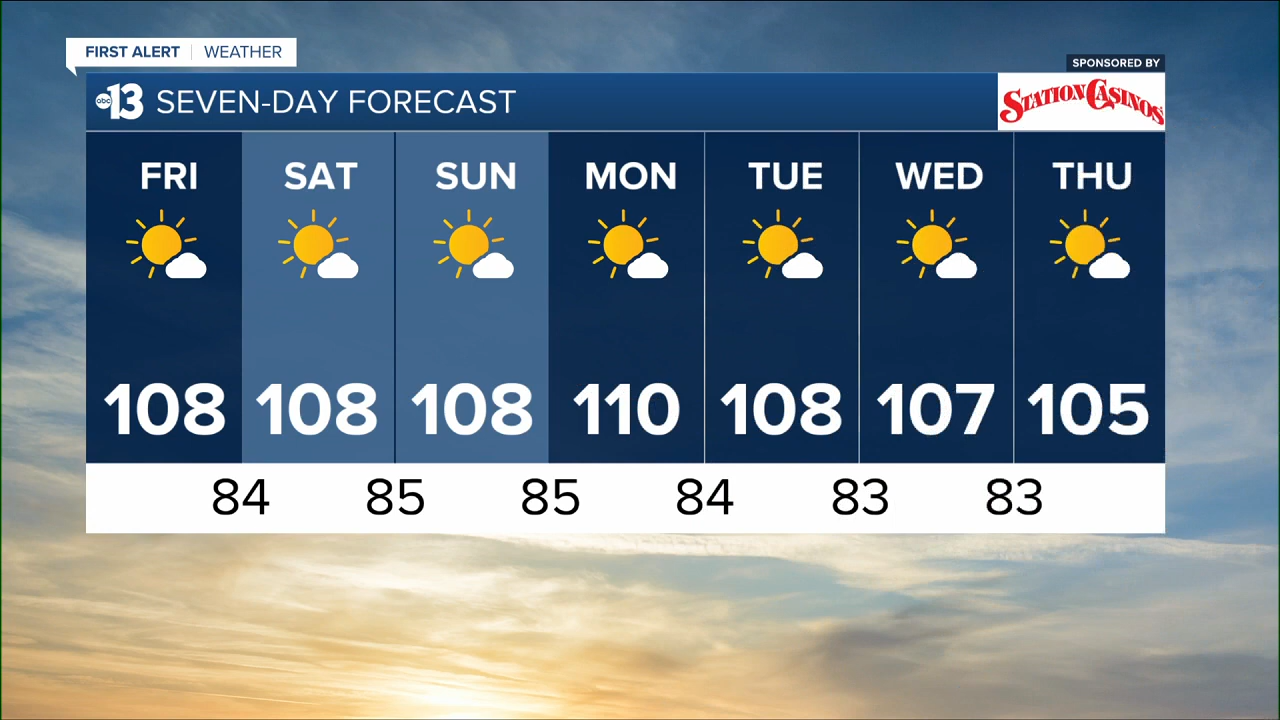 FIRST ALERT | WEATHER
SPONSORED BY
abc 13 SEVEN-DAY FORECAST
STATION CASINOS
FRI SAT SUN MON TUE WED THU
108 108 108 110 108 107 105
84 85 85 84 83 83